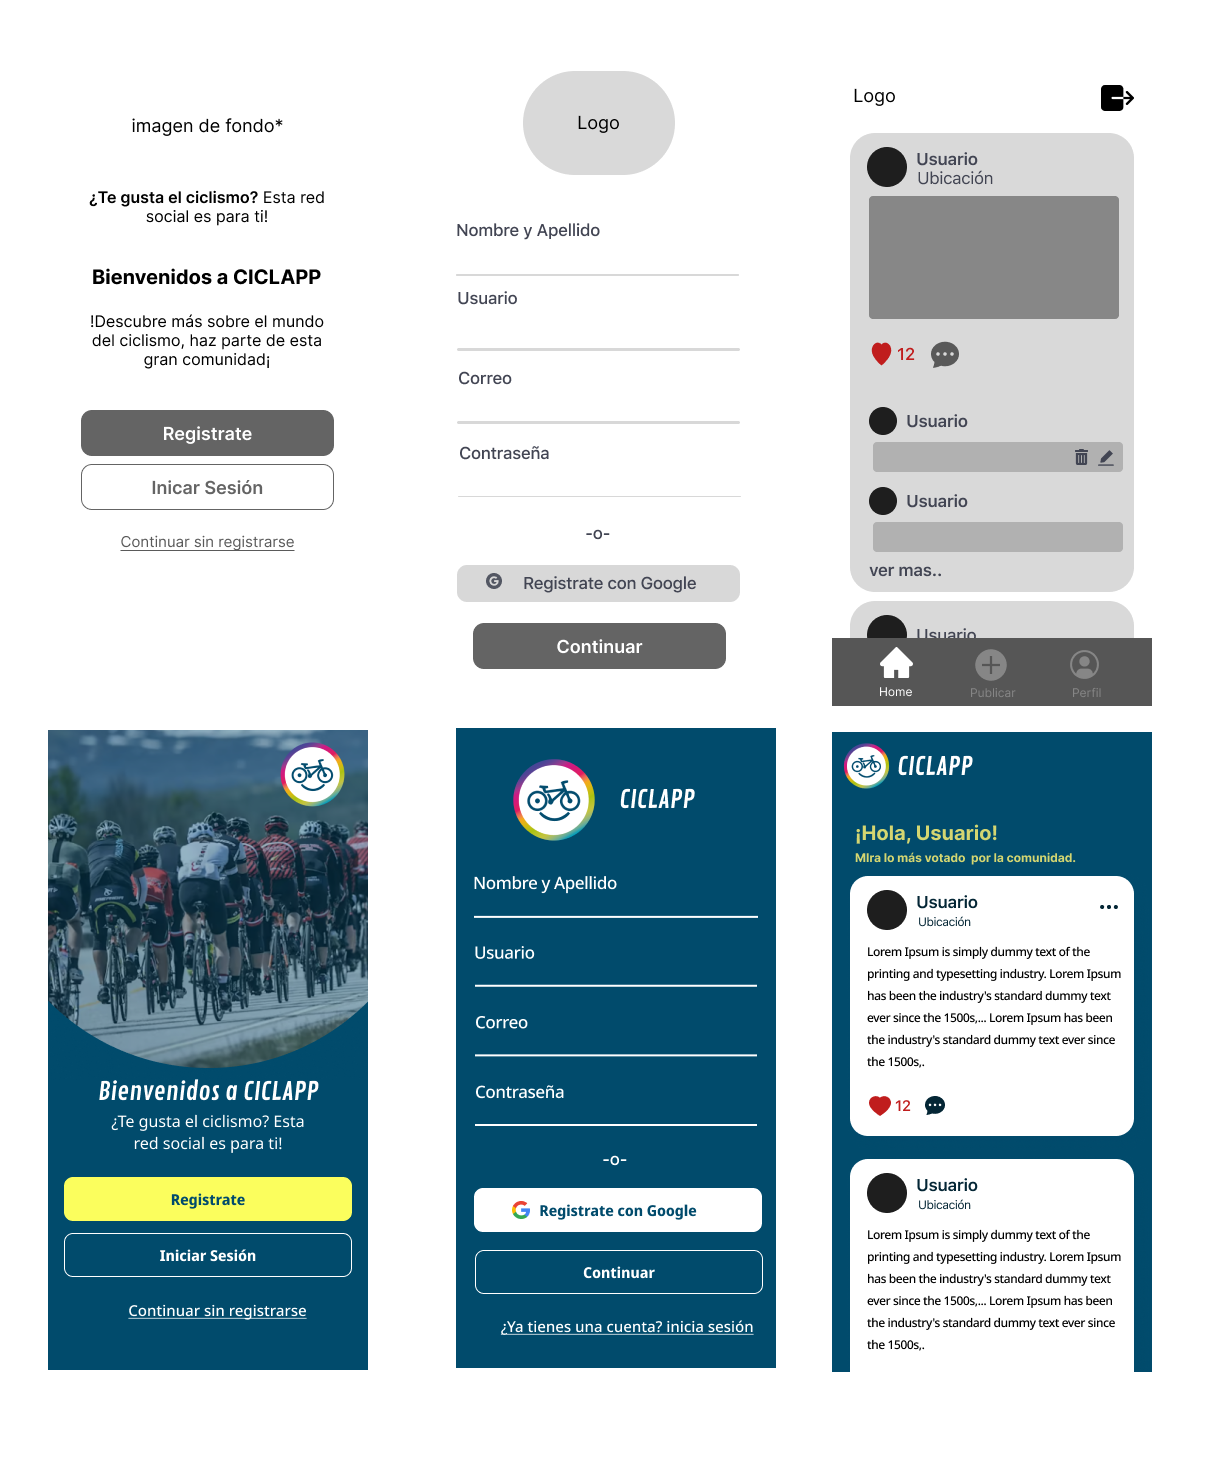 imagen de fondo*
¿Te gusta el ciclismo? Esta red
social es para ti!
Bienvenidos a CICLAPP
!Descubre más sobre el mundo
del ciclismo, haz parte de esta
gran comunidad¡
Registrate
Inicar Sesión
Continuar sin registrarse
Logo
Nombre y Apellido
Usuario
Correo
Contraseña
-o-
G
Registrate con Google
Continuar
Logo
Usuario
Ubicación
12
Usuario
Usuario
ver mas..
Usuario
Home
Publicar
Perfil
Bienvenidos a CICLAPP
¿Te gusta el ciclismo? Esta
red social es para ti!
Registrate
Iniciar Sesión
Continuar sin registrarse
CICLAPP
Nombre y Apellido
Usuario
Correo
Contraseña
-o-
G
Registrate con Google
Continuar
¿Ya tienes una cuenta? inicia sesión
CICLAPP
¡Hola, Usuario!
MIra lo más votado  por la comunidad.
Usuario
Ubicación
Lorem Ipsum is simply dummy text of the
printing and typesetting industry. Lorem Ipsum
has been the industry's standard dummy text
ever since the 1500s,... Lorem Ipsum has been
the industry's standard dummy text ever since
the 1500s,.
12
Usuario
Ubicación
Lorem Ipsum is simply dummy text of the
printing and typesetting industry. Lorem Ipsum
has been the industry's standard dummy text
ever since the 1500s,... Lorem Ipsum has been
the industry's standard dummy text ever since
the 1500s,.